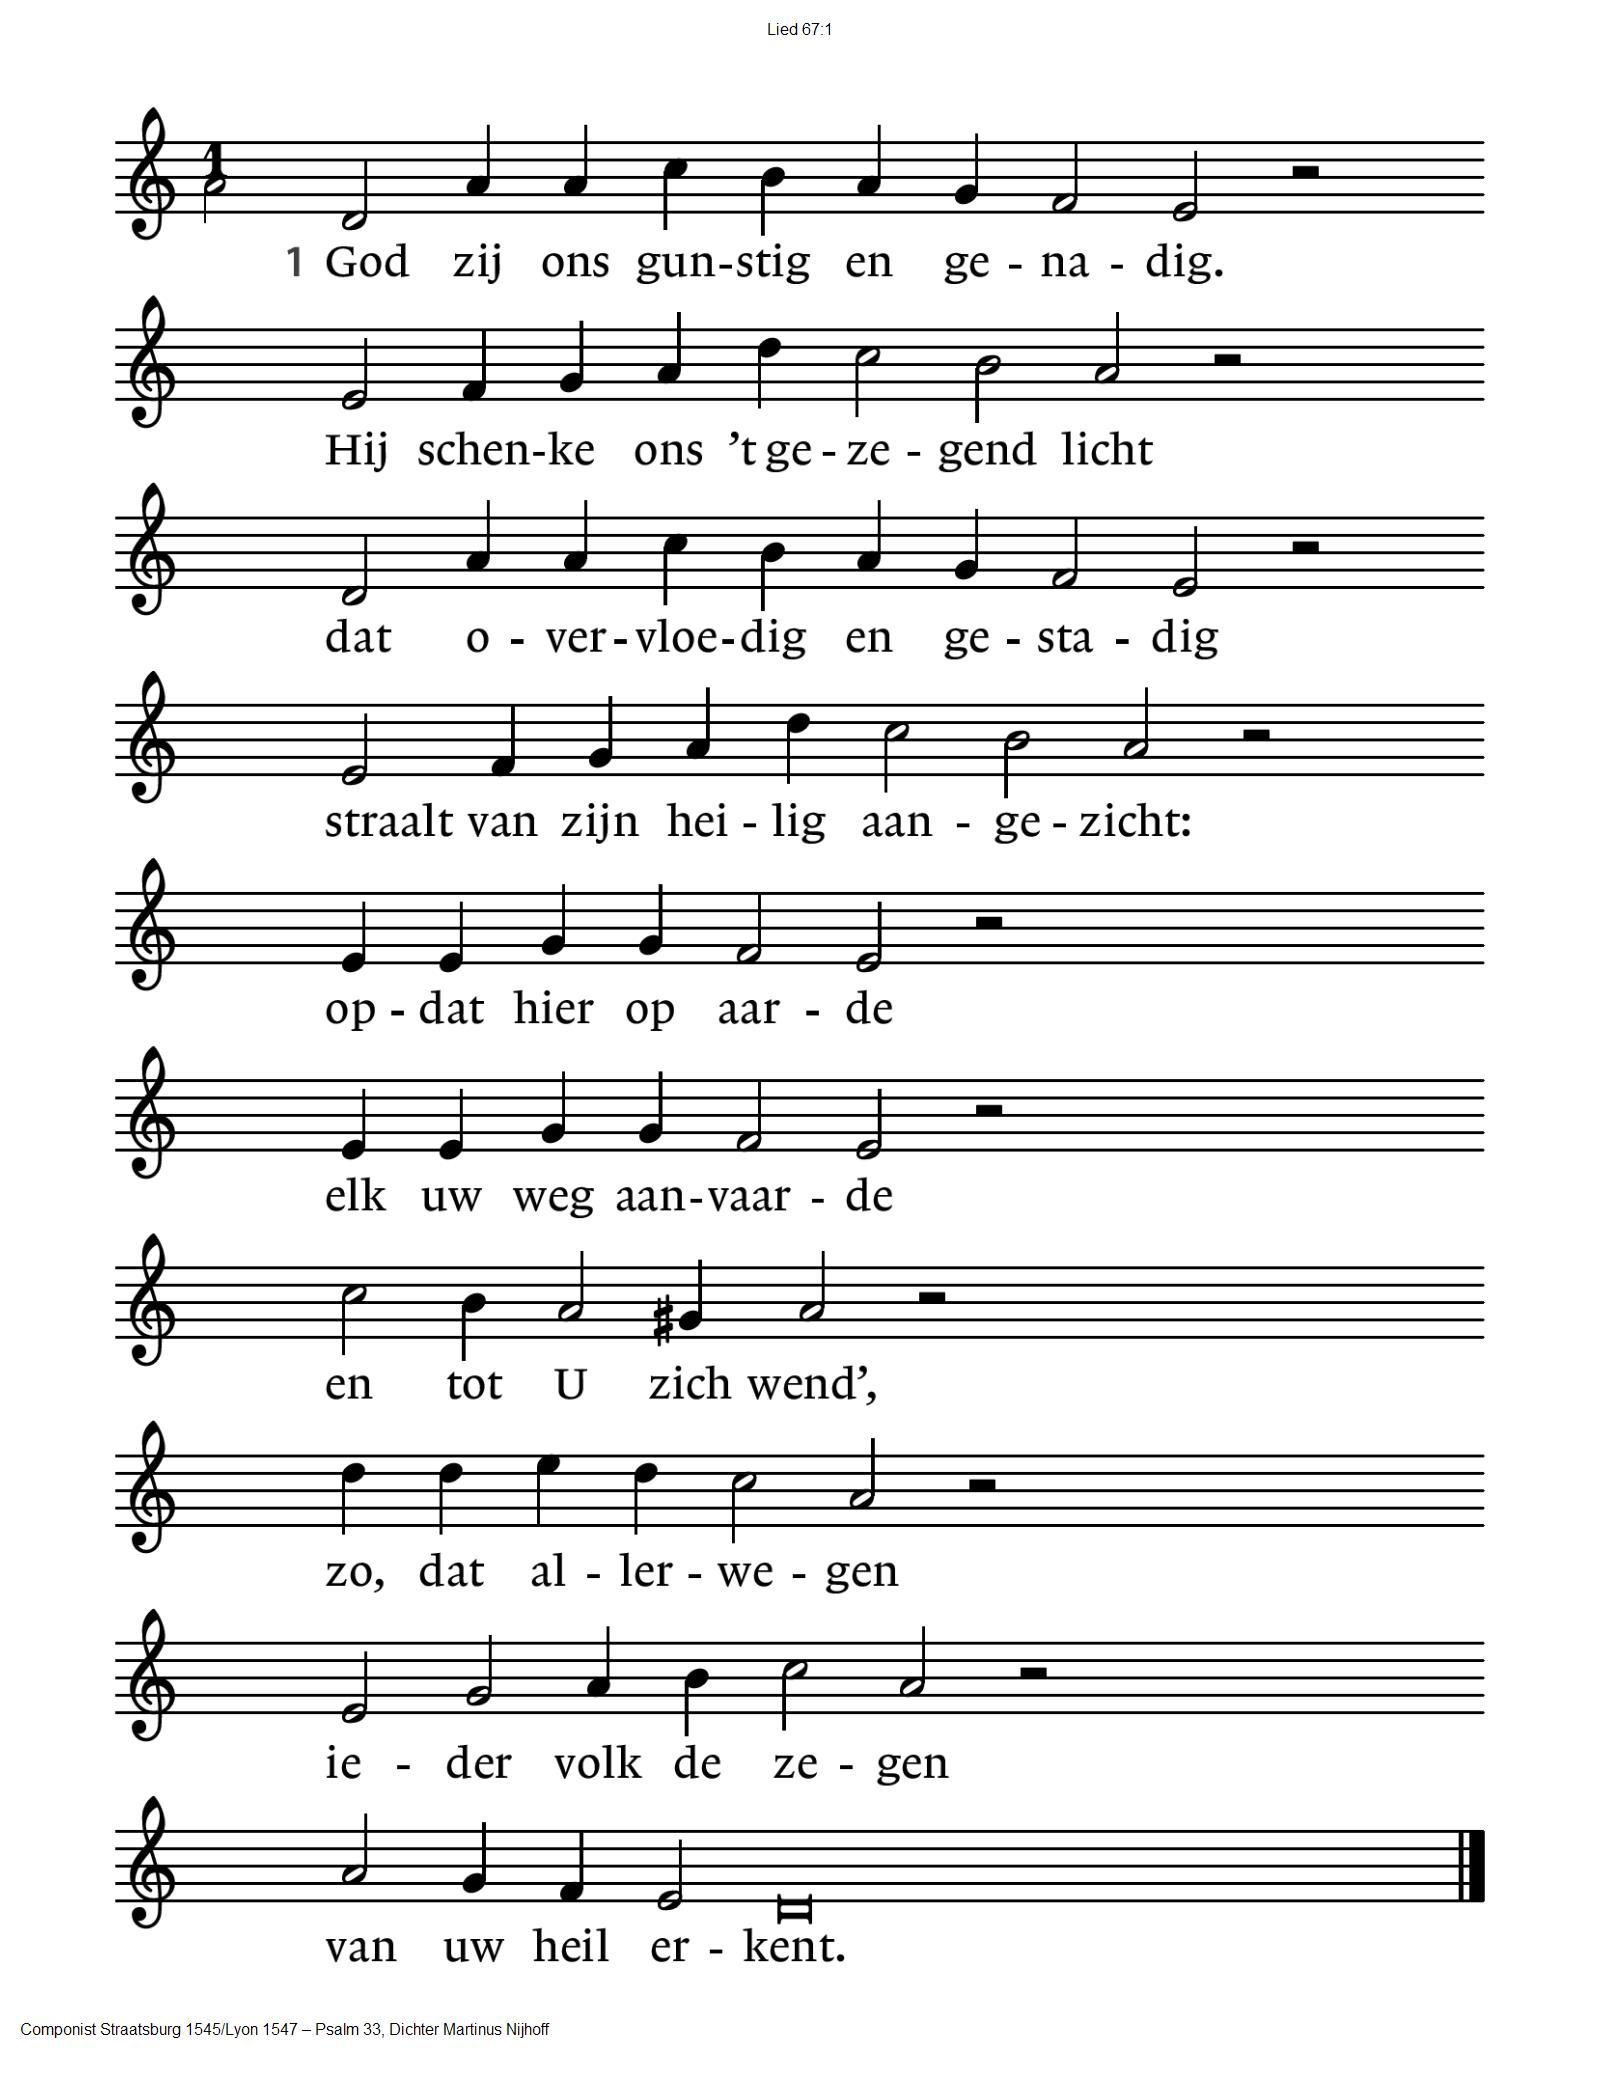 Lied 67:1
1 God zij ons gun-stig en ge - na - dig.
Hij schen-ke ons ’t ge - ze - gend licht
dat o - ver-vloe-dig en ge - sta - dig
straalt van zijn hei - lig aan - ge - zicht:
op - dat hier op aar - de
elk uw weg aan-vaar - de
en tot U zich wend’,
zo, dat al - ler - we - gen
ie - der volk de ze - gen
van uw heil er - kent.
Componist Straatsburg 1545/Lyon 1547 – Psalm 33, Dichter Martinus Nijhoff